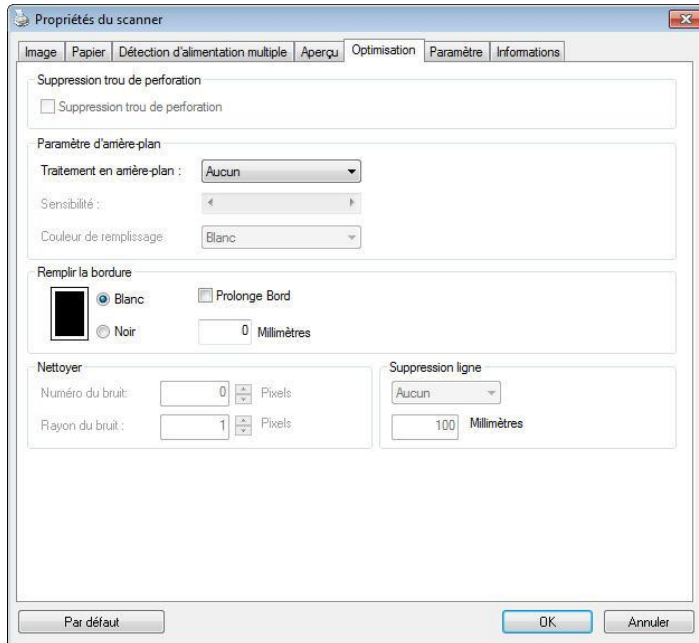 Propriétés du scanner
Image Papier Détection d'alimentation multiple Aperçu Optimisation Paramètre Informations
Suppression trou de perforation
Suppression trou de perforation
Paramètre d'arrière-plan
Traitement en arrière-plan : Aucun
Sensibilité :
Couleur de remplissage Blanc
Remplir la bordure
Blanc Prolonge Bord
Noir 0 Millimètres
Nettoyer Suppression ligne
Numéro du bruit: 0 Pixels Aucun
Rayon du bruit : 1 Pixels 100 Millimètres
Par défaut OK Annuler